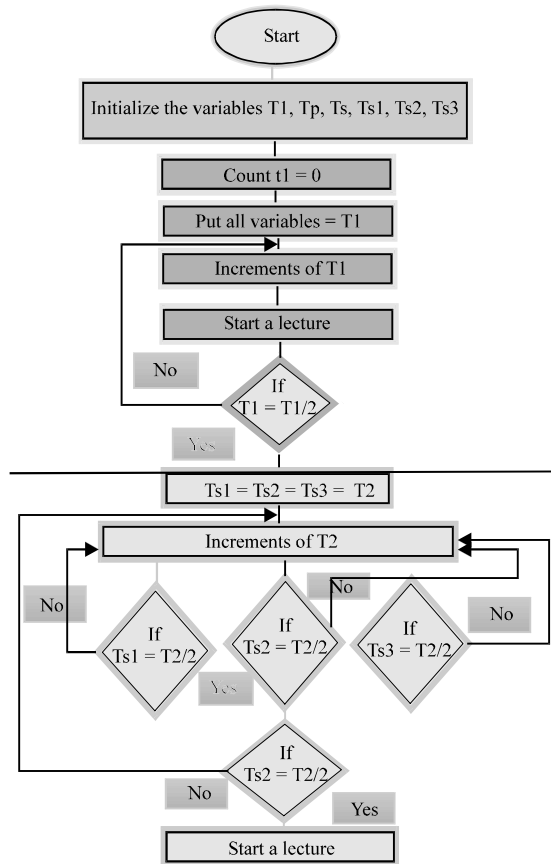 Start
Initialize the variables T1, Tp, Ts, Ts1, Ts2, Ts3
Count t1 = 0
Put all variables = T1
Increments of T1
Start a lecture
No
If
T1 = T1/2
Yes
Ts1 = Ts2 = Ts3 = T2
Increments of T2
No
No
No
If
Ts1 = T2/2
If
Ts2 = T2/2
If
Ts3 = T2/2
Yes
If
Ts2 = T2/2
No
Yes
Start a lecture